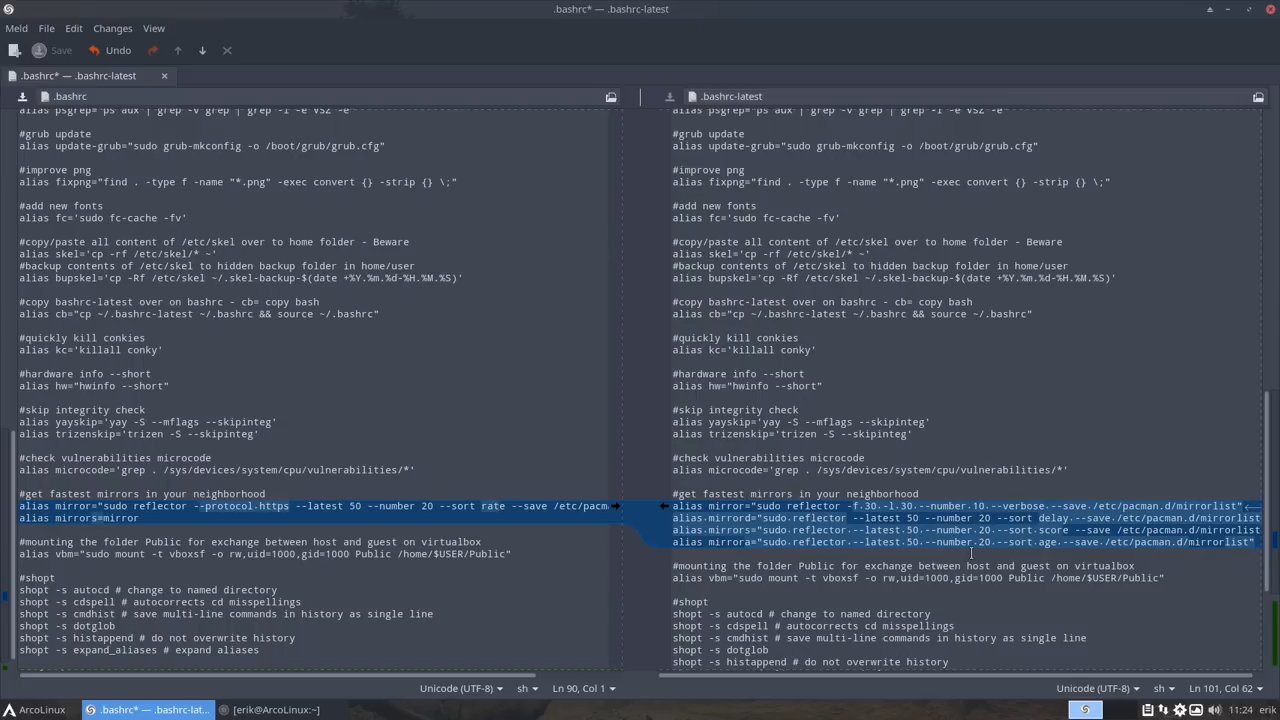 .bashrc* — .bashrc-latest
Meld File Edit Changes View
Save Undo
.bashrc* — .bashrc-latest
.bashrc
alias psgrep="ps aux | grep -v grep | grep -i -e VSZ -e"
#grub update
alias update-grub="sudo grub-mkconfig -o /boot/grub/grub.cfg"
#improve png
alias fixpng="find . -type f -name "*.png" -exec convert {} -strip {} \;"
#add new fonts
alias fc='sudo fc-cache -fv'
#copy/paste all content of /etc/skel over to home folder - Beware
alias skel='cp -rf /etc/skel/* ~'
#backup contents of /etc/skel to hidden backup folder in home/user
alias bupskel='cp -Rf /etc/skel ~/.skel-backup-$(date +%Y.%m.%d-%H.%M.%S)'
#copy bashrc-latest over on bashrc - cb= copy bash
alias cb="cp ~/.bashrc-latest ~/.bashrc && source ~/.bashrc"
#quickly kill conkies
alias kc='killall conky'
#hardware info --short
alias hw="hwinfo --short"
#skip integrity check
alias yayskip='yay -S --mflags --skipinteg'
alias trizenskip='trizen -S --skipinteg'
#check vulnerabilities microcode
alias microcode='grep . /sys/devices/system/cpu/vulnerabilities/*'
#get fastest mirrors in your neighborhood
alias mirror="sudo reflector --protocol https --latest 50 --number 20 --sort rate --save /etc/pacm
alias mirrors=mirror
#mounting the folder Public for exchange between host and guest on virtualbox
alias vbm="sudo mount -t vboxsf -o rw,uid=1000,gid=1000 Public /home/$USER/Public"
#shopt
shopt -s autocd # change to named directory
shopt -s cdspell # autocorrects cd misspellings
shopt -s cmdhist # save multi-line commands in history as single line
shopt -s dotglob
shopt -s histappend # do not overwrite history
shopt -s expand_aliases # expand aliases
Unicode (UTF-8) sh Ln 90, Col 1
.bashrc-latest
alias psgrep="ps aux | grep -v grep | grep -i -e VSZ -e"
#grub update
alias update-grub="sudo grub-mkconfig -o /boot/grub/grub.cfg"
#improve png
alias fixpng="find . -type f -name "*.png" -exec convert {} -strip {} \;"
#add new fonts
alias fc='sudo fc-cache -fv'
#copy/paste all content of /etc/skel over to home folder - Beware
alias skel='cp -rf /etc/skel/* ~'
#backup contents of /etc/skel to hidden backup folder in home/user
alias bupskel='cp -Rf /etc/skel ~/.skel-backup-$(date +%Y.%m.%d-%H.%M.%S)'
#copy bashrc-latest over on bashrc - cb= copy bash
alias cb="cp ~/.bashrc-latest ~/.bashrc && source ~/.bashrc"
#quickly kill conkies
alias kc='killall conky'
#hardware info --short
alias hw="hwinfo --short"
#skip integrity check
alias yayskip='yay -S --mflags --skipinteg'
alias trizenskip='trizen -S --skipinteg'
#check vulnerabilities microcode
alias microcode='grep . /sys/devices/system/cpu/vulnerabilities/*'
#get fastest mirrors in your neighborhood
alias mirror="sudo reflector -f 30 -l 30 --number 10 --verbose --save /etc/pacman.d/mirrorlist"
alias mirrord="sudo reflector --latest 50 --number 20 --sort delay --save /etc/pacman.d/mirrorlist
alias mirrors="sudo reflector --latest 50 --number 20 --sort score --save /etc/pacman.d/mirrorlist
alias mirrora="sudo reflector --latest 50 --number 20 --sort age --save /etc/pacman.d/mirrorlist"
#mounting the folder Public for exchange between host and guest on virtualbox
alias vbm="sudo mount -t vboxsf -o rw,uid=1000,gid=1000 Public /home/$USER/Public"
#shopt
shopt -s autocd # change to named directory
shopt -s cdspell # autocorrects cd misspellings
shopt -s cmdhist # save multi-line commands in history as single line
shopt -s dotglob
shopt -s histappend # do not overwrite history
Unicode (UTF-8) sh Ln 101, Col 62
ArcoLinux .bashrc* — .bashrc-lat... [erik@ArcoLinux:~] 11:24 erik